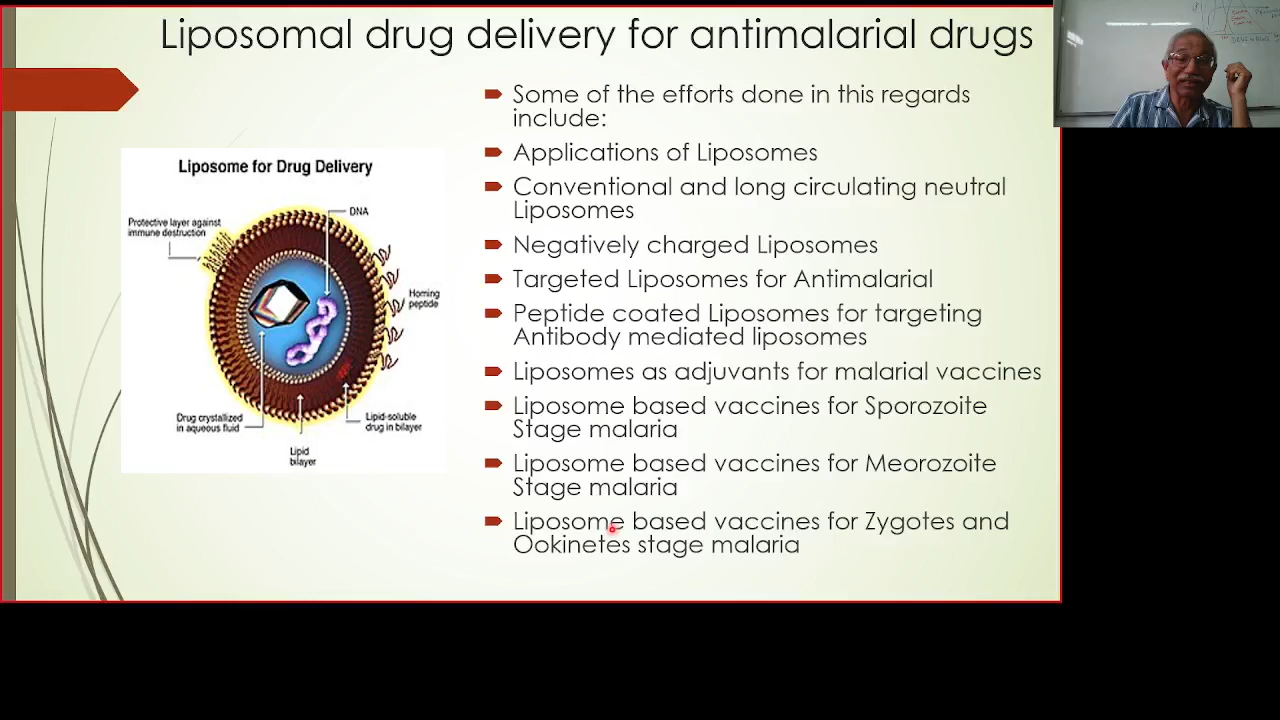 Liposomal drug delivery for antimalarial drugs
Some of the efforts done in this regards
include:
Applications of Liposomes
Conventional and long circulating neutral
Liposomes
Negatively charged Liposomes
Targeted Liposomes for Antimalarial
Peptide coated Liposomes for targeting
Antibody mediated liposomes
Liposomes as adjuvants for malarial vaccines
Liposome based vaccines for Sporozoite
Stage malaria
Liposome based vaccines for Meorozoite
Stage malaria
Liposome based vaccines for Zygotes and
Ookinetes stage malaria
Liposome for Drug Delivery
Protective layer against
immune destruction
DNA
Homing
peptide
Drug crystallized
in aqueous fluid
Lipid-soluble
drug in bilayer
Lipid
bilayer